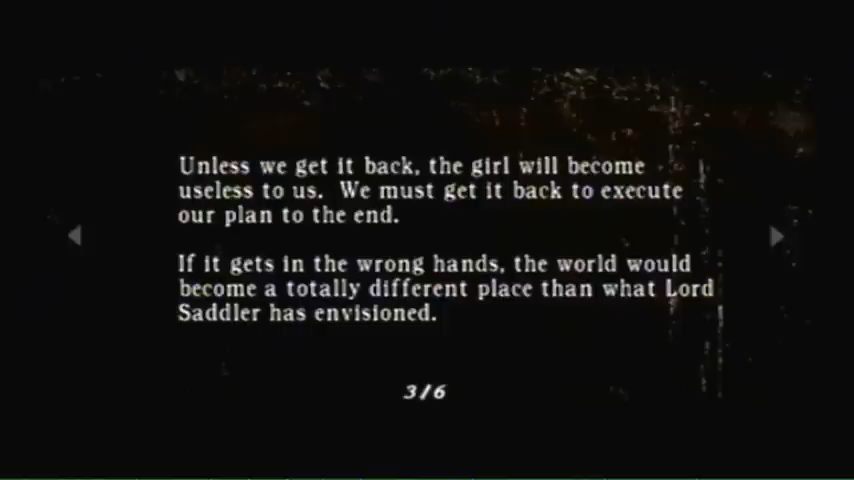 Unless we get it back, the girl will become
useless to us. We must get it back to execute
our plan to the end.
If it gets in the wrong hands, the world would
become a totally different place than what Lord
Saddler has envisioned.
3/6